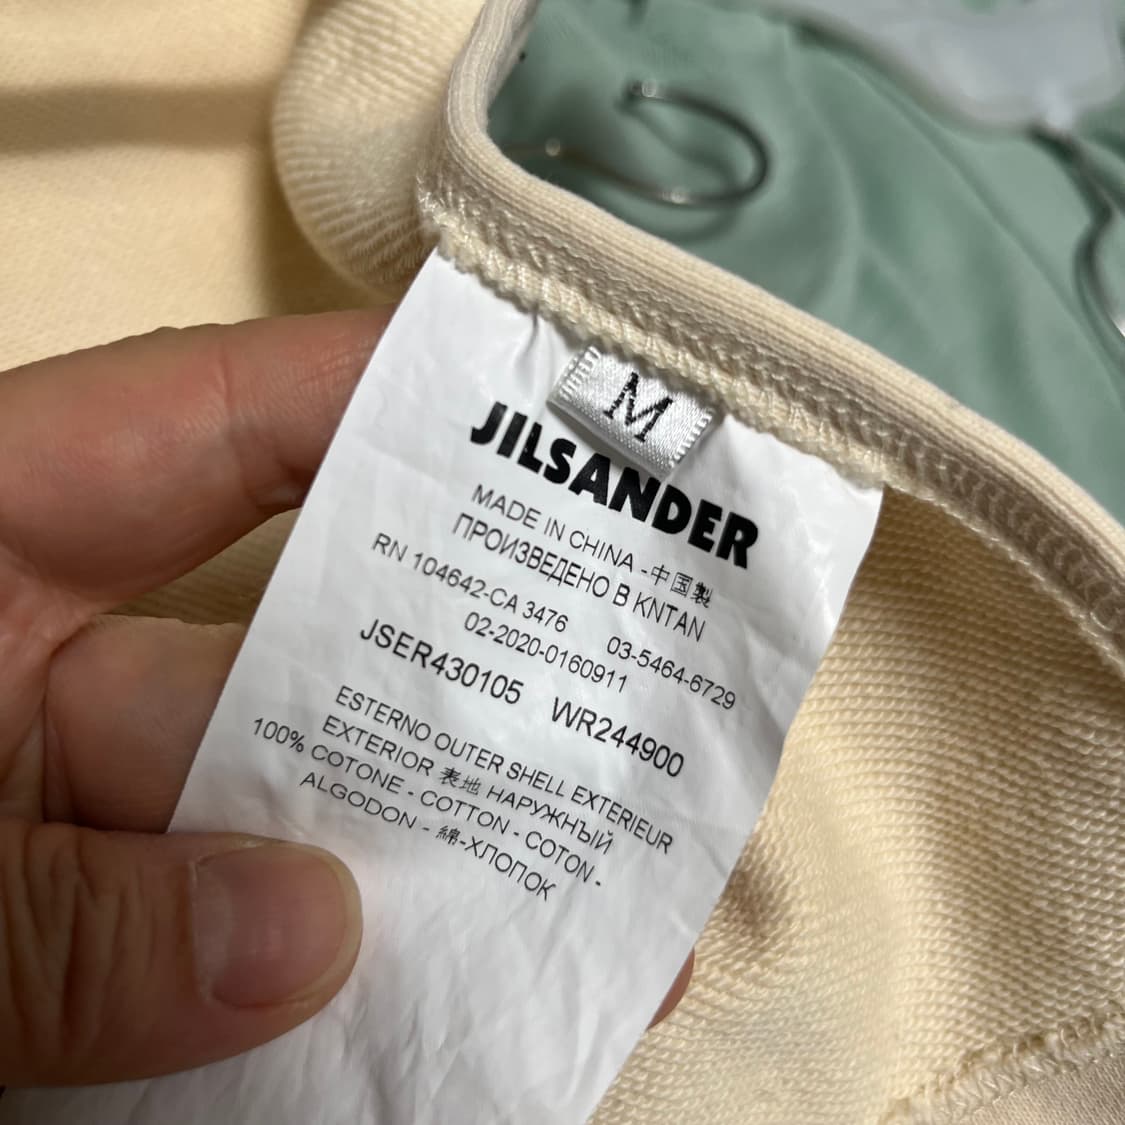 M
JILSANDER
MADE IN CHINA -中国製
ПРОИЗВЕДЕНО В KNTAN
RN 104642-CA 3476 03-5464-6729
02-2020-0160911
JSER430105 WR244900
ESTERNO OUTER SHELL EXTERIEUR
EXTERIOR 表地 НАРУЖНЪІЙ
100% COTONE - COTTON - COTON -
ALGODON - 綿-ХЛОПОК